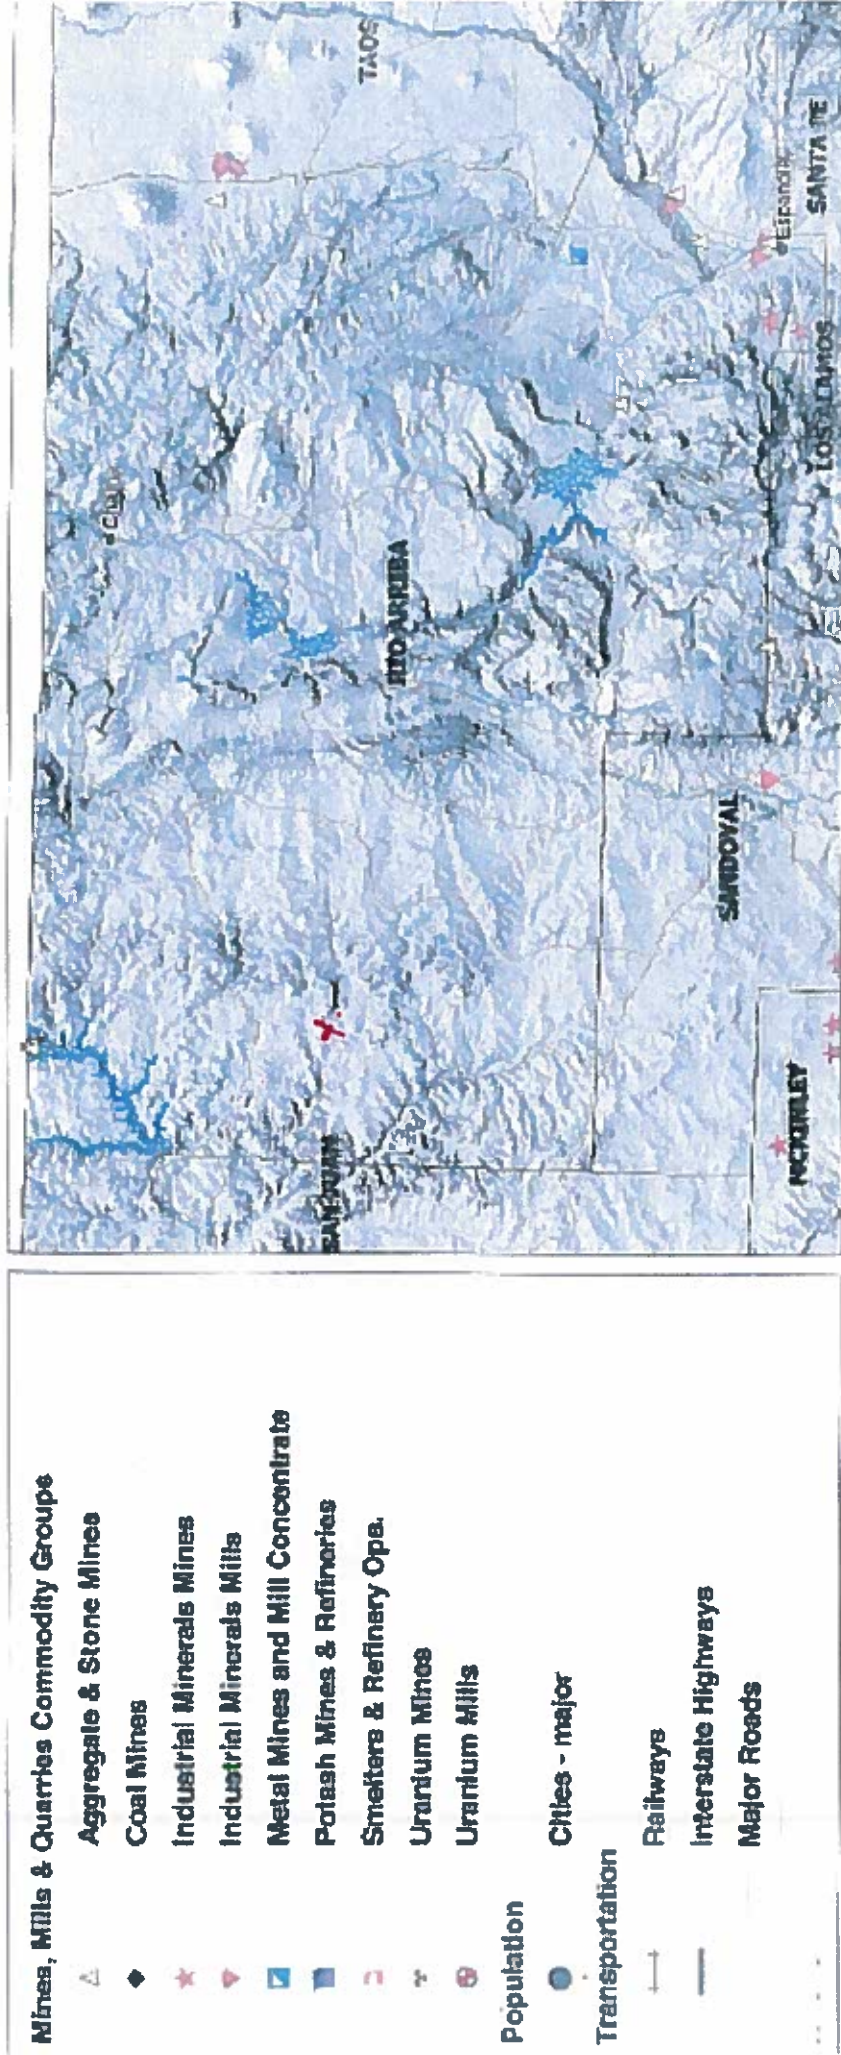 Mines, Mills & Quarries Commodity Groups
Aggregate & Stone Mines
Coal Mines
Industrial Minerals Mines
Industrial Minerals Mills
Metal Mines and Mill Concentrate
Potash Mines & Refineries
Smelters & Refinery Ops.
Uranium Mines
Uranium Mills
Population
Cities - major
Transportation
Railways
Interstate Highways
Major Roads
TAOS
Chama
RIO ARRIBA
SAN JUAN
SANDOVAL
MCKINLEY
LOS ALAMOS
Espanola
SANTA FE